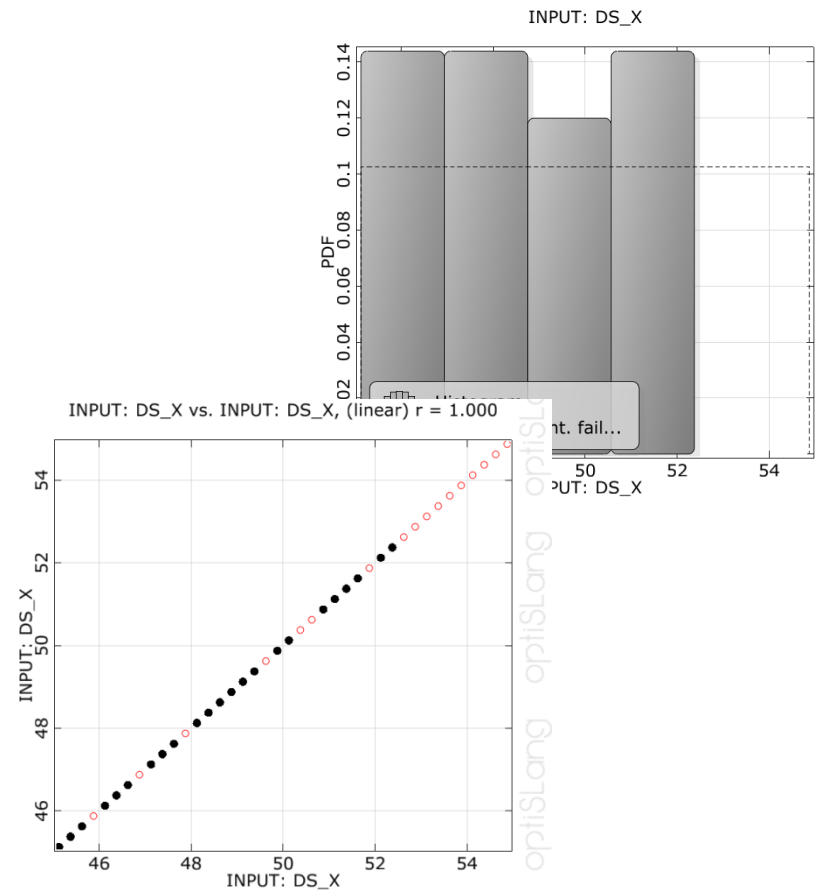 INPUT: DS_X
0.14
0.12
0.1
0.08
0.06
0.04
02
PDF
nt. fail...
50
52
54
PUT: DS_X
INPUT: DS_X vs. INPUT: DS_X, (linear) r = 1.000
54
52
50
48
46
INPUT: DS_X
46
48
50
52
54
INPUT: DS_X
optiSLang
optiSLang
optiSL